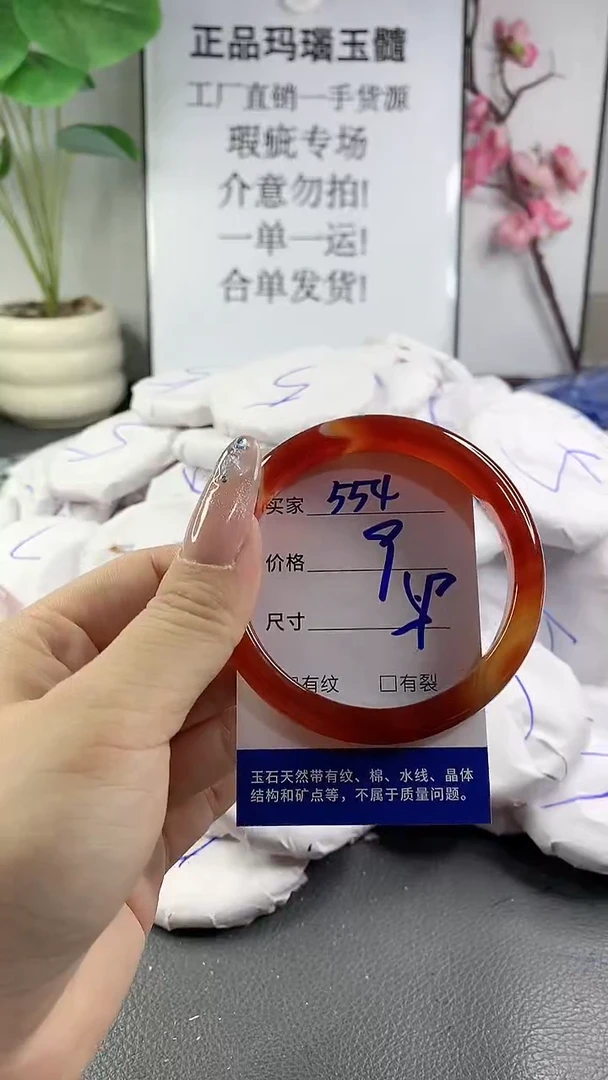 正品玛瑙玉髓
工厂直销一手货源
瑕疵专场
介意勿拍!
一单一运!
合单发货!
买家 554
价格 9
尺寸
有纹 □有裂
玉石天然带有纹、棉、水线、晶体
结构和矿点等，不属于质量问题。